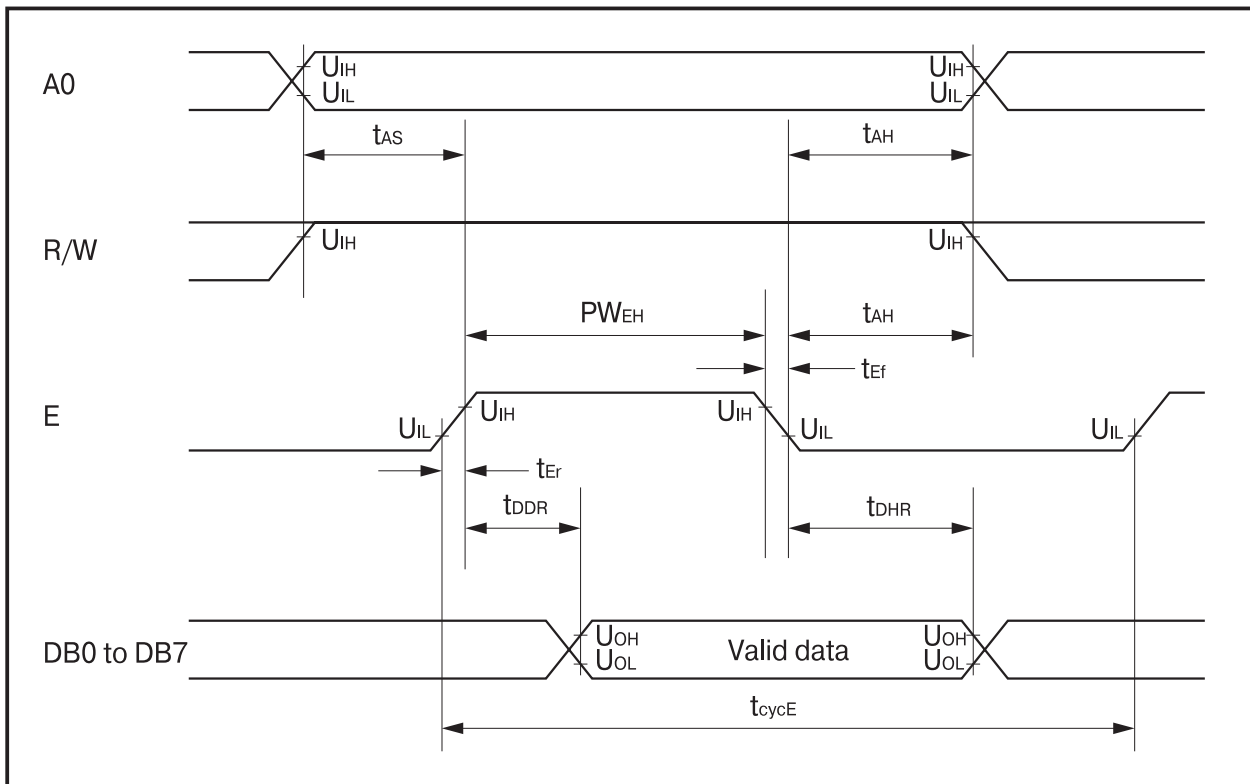 A0
UIH
UIL
UIH
UIL
tAS
tAH
R/W
UIH
UIH
PWEH
tAH
tEf
E
UIL
UIH
UIH
UIL
UIL
tEr
tDDR
tDHR
DB0 to DB7
UOH
UOL
Valid data
UOH
UOL
tcycE